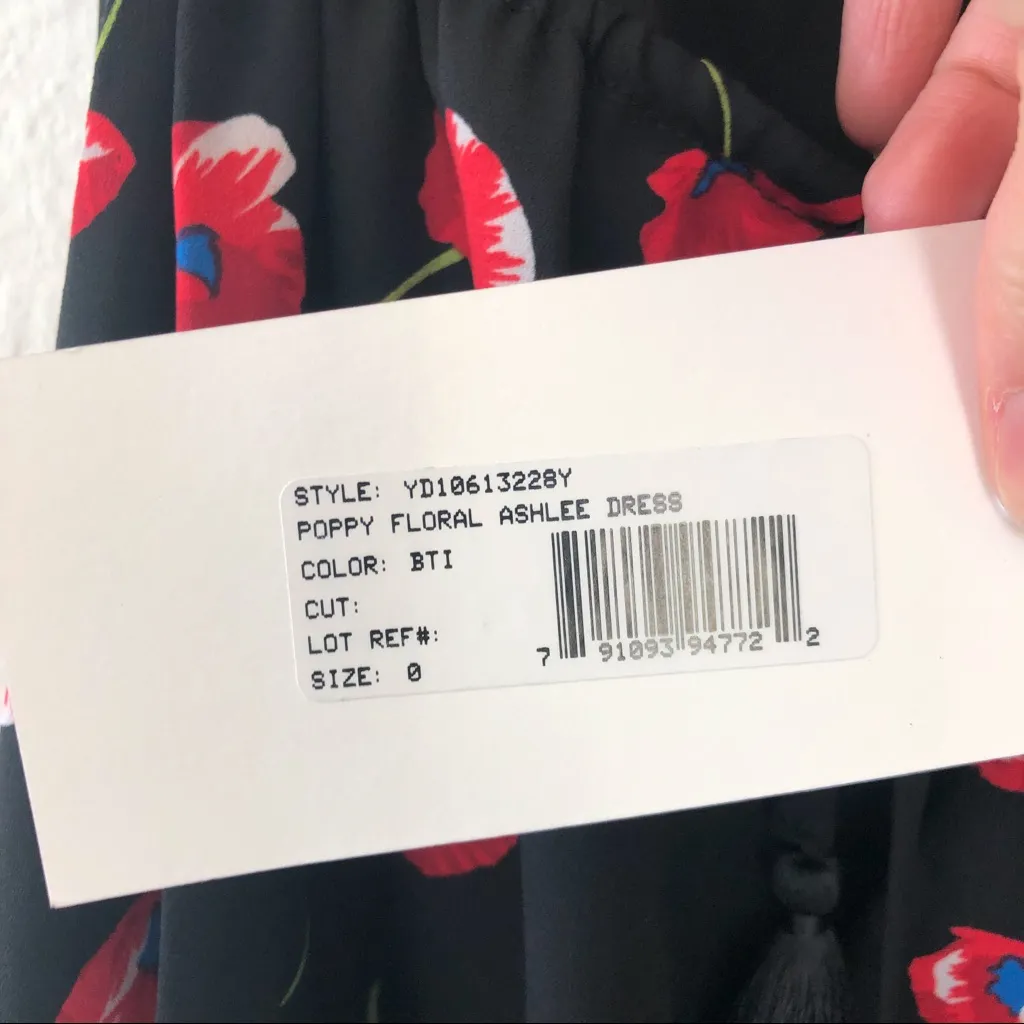 STYLE: YD10613228Y
POPPY FLORAL ASHLEE DRESS
COLOR: BTI
CUT:
LOT REF#:
SIZE: 0
7 91093 94772 2